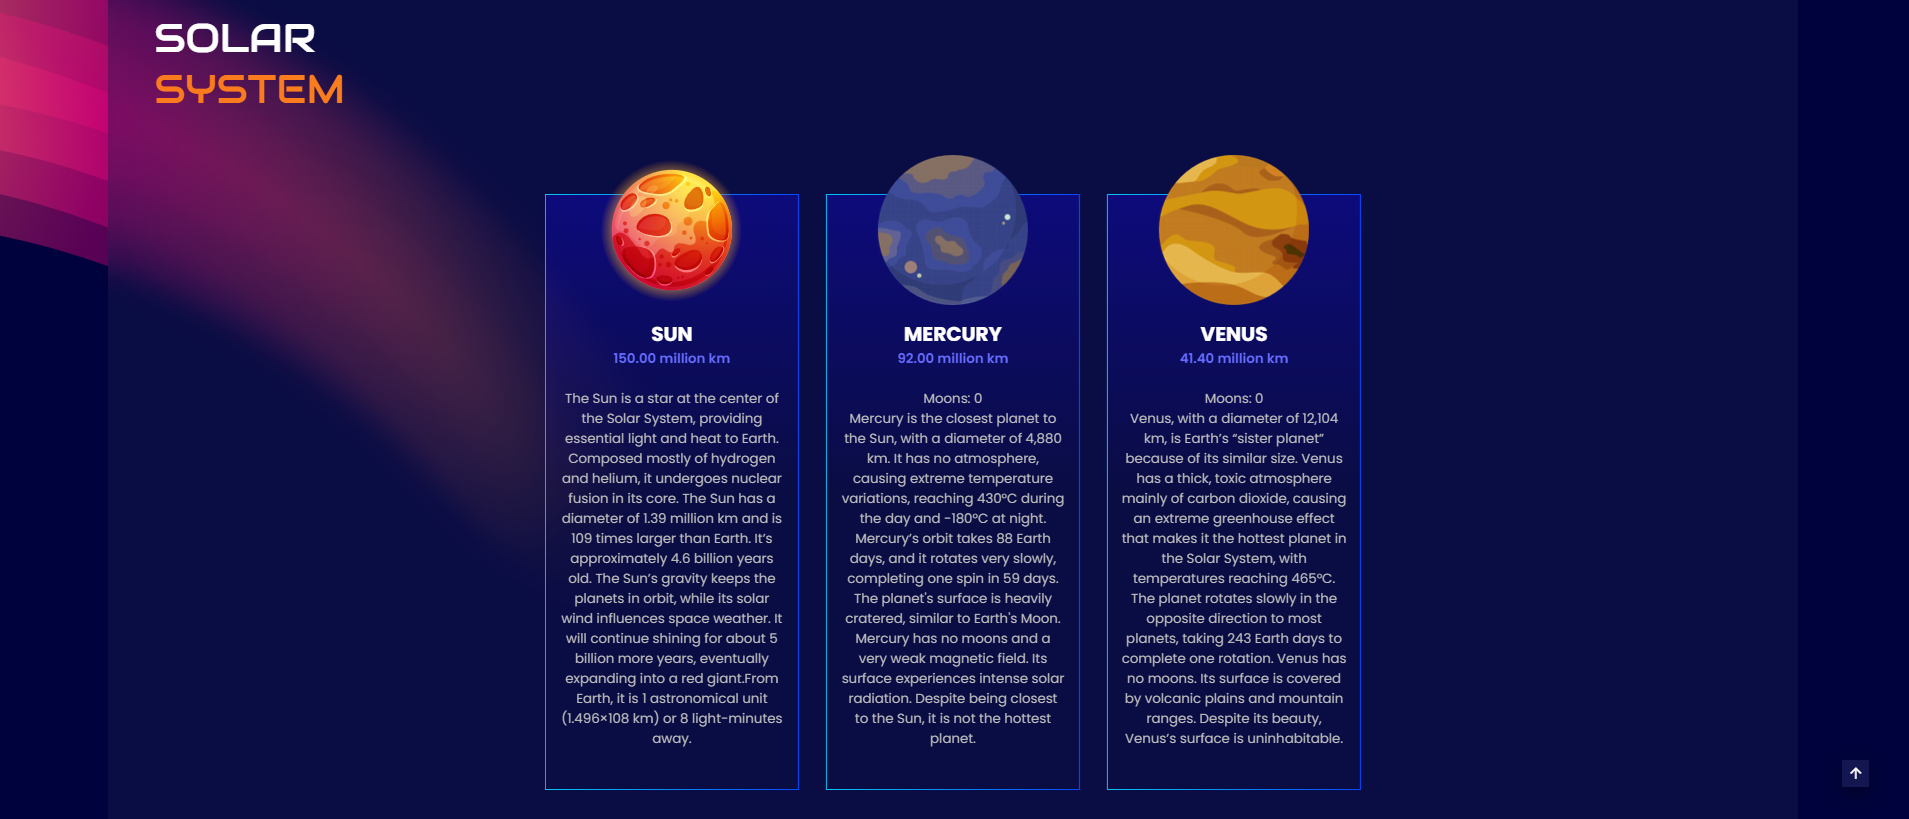 SOLAR
SYSTEM
SUN
150.00 million km
The Sun is a star at the center of
the Solar System, providing
essential light and heat to Earth.
Composed mostly of hydrogen
and helium, it undergoes nuclear
fusion in its core. The Sun has a
diameter of 1.39 million km and is
109 times larger than Earth. It’s
approximately 4.6 billion years
old. The Sun’s gravity keeps the
planets in orbit, while its solar
wind influences space weather. It
will continue shining for about 5
billion more years, eventually
expanding into a red giant.From
Earth, it is 1 astronomical unit
(1.496×108 km) or 8 light-minutes
away.
MERCURY
92.00 million km
Moons: 0
Mercury is the closest planet to
the Sun, with a diameter of 4,880
km. It has no atmosphere,
causing extreme temperature
variations, reaching 430°C during
the day and -180°C at night.
Mercury’s orbit takes 88 Earth
days, and it rotates very slowly,
completing one spin in 59 days.
The planet's surface is heavily
cratered, similar to Earth's Moon.
Mercury has no moons and a
very weak magnetic field. Its
surface experiences intense solar
radiation. Despite being closest
to the Sun, it is not the hottest
planet.
VENUS
41.40 million km
Moons: 0
Venus, with a diameter of 12,104
km, is Earth’s “sister planet”
because of its similar size. Venus
has a thick, toxic atmosphere
mainly of carbon dioxide, causing
an extreme greenhouse effect
that makes it the hottest planet in
the Solar System, with
temperatures reaching 465°C.
The planet rotates slowly in the
opposite direction to most
planets, taking 243 Earth days to
complete one rotation. Venus has
no moons. Its surface is covered
by volcanic plains and mountain
ranges. Despite its beauty,
Venus’s surface is uninhabitable.